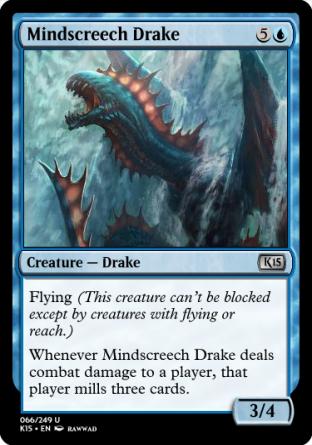 Mindscreech Drake 5
Creature — Drake K15
Flying (This creature can't be blocked
except by creatures with flying or
reach.)
Whenever Mindscreech Drake deals
combat damage to a player, that
player mills three cards.
3/4
066/249 U
K15 • EN RAWWAD